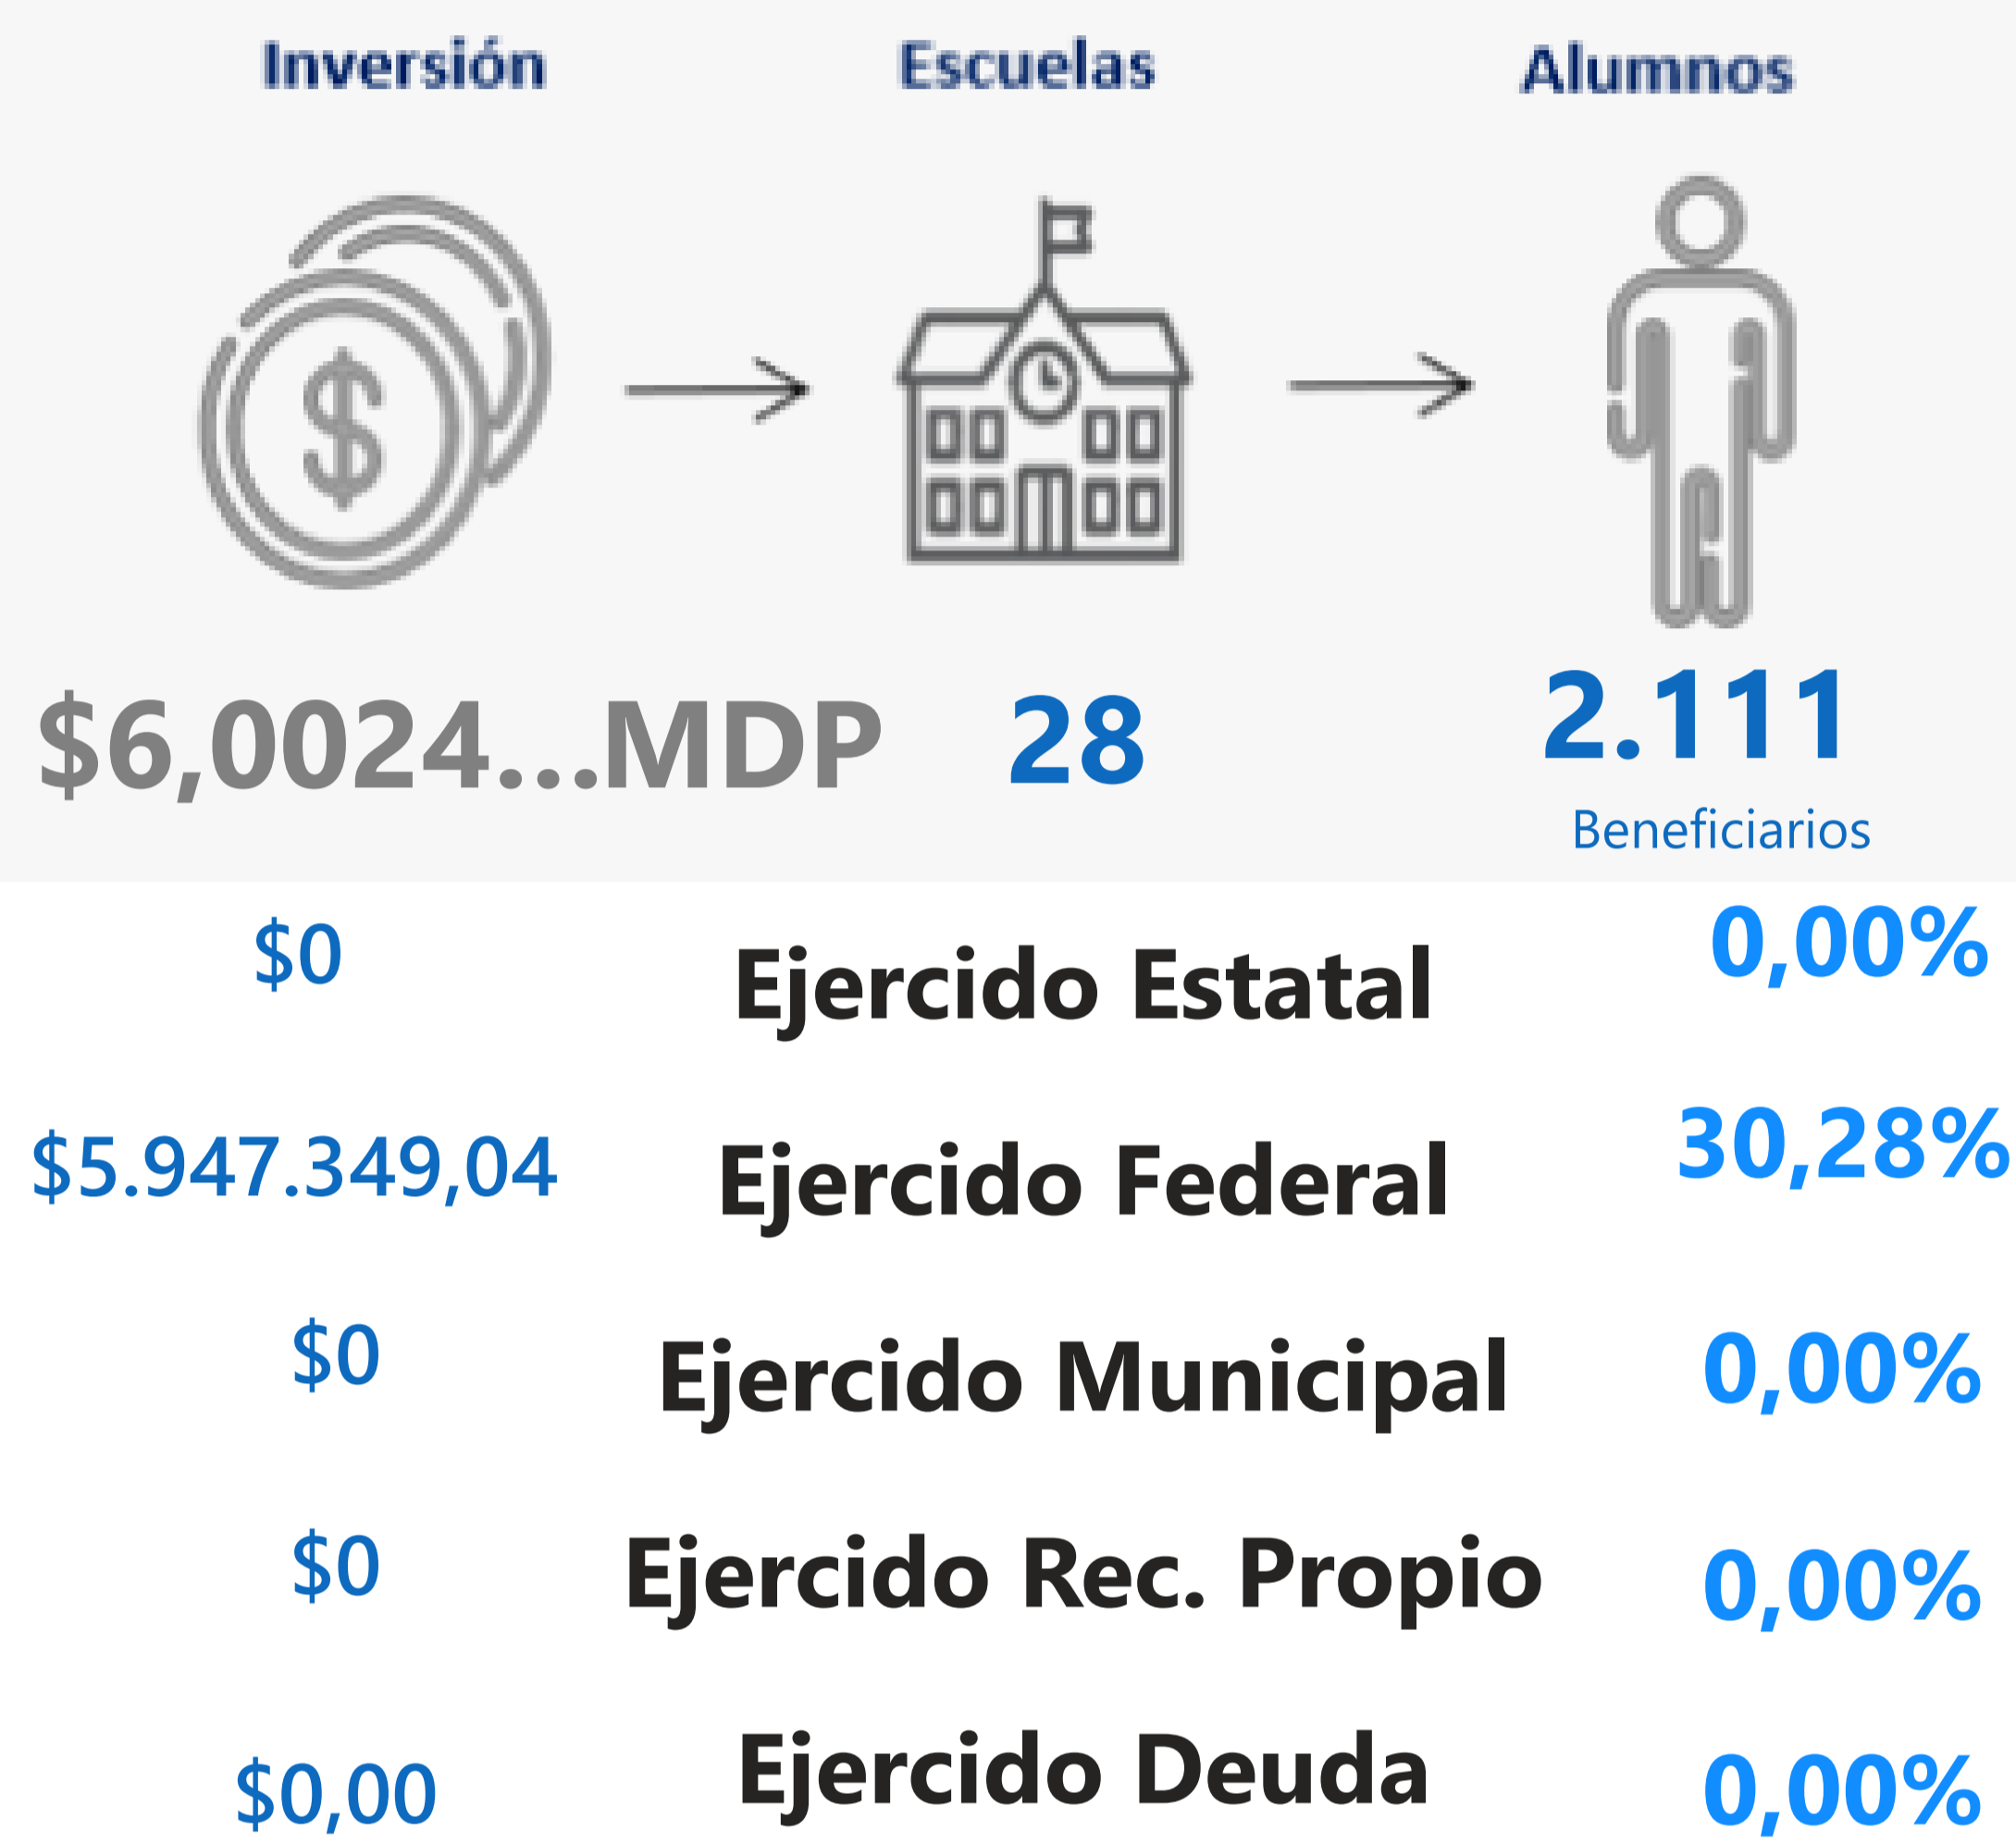 Inversión Escuelas Alumnos
$6,0024...MDP 28 2.111
Beneficiarios
$0 Ejercido Estatal 0,00%
$5.947.349,04 Ejercido Federal 30,28%
$0 Ejercido Municipal 0,00%
$0 Ejercido Rec. Propio 0,00%
$0,00 Ejercido Deuda 0,00%